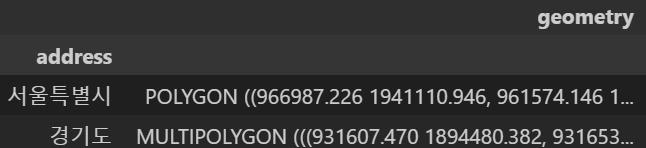 geometry
address
서울특별시 POLYGON ((966987.226 1941110.946, 961574.146 1...
경기도 MULTIPOLYGON (((931607.470 1894480.382, 931653...